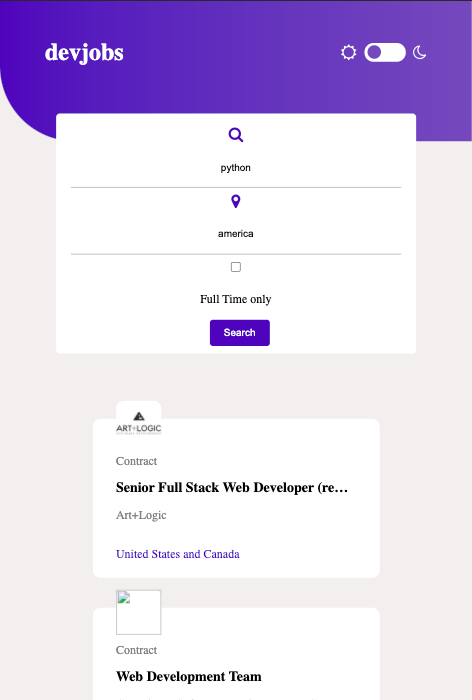 devjobs
python
america
Full Time only
Search
ART+LOGIC
Contract
Senior Full Stack Web Developer (re…
Art+Logic
United States and Canada
Contract
Web Development Team